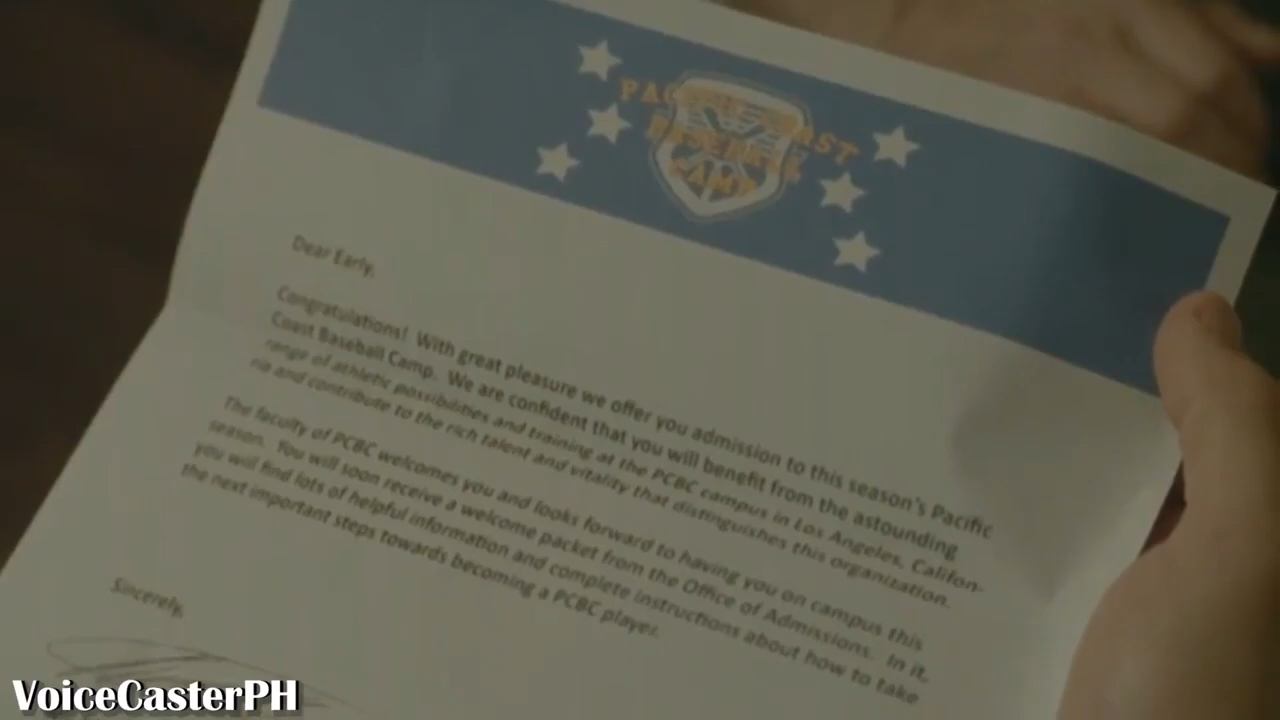 PACIFIC COAST
BASEBALL
CAMP
Dear Early,
Congratulations! With great pleasure we offer you admission to this season's Pacific
Coast Baseball Camp. We are confident that you will benefit from the astounding
range of athletic possibilities and training at the PCBC campus in Los Angeles, Califon-
nia and contribute to the rich talent and vitality that distinguishes this organization.
The faculty of PCBC welcomes you and looks forward to having you on campus this
season. You will soon receive a welcome packet from the Office of Admissions. In it,
you will find lots of helpful information and complete instructions about how to take
the next important steps towards becoming a PCBC player.
Sincerely,
VoiceCasterPH